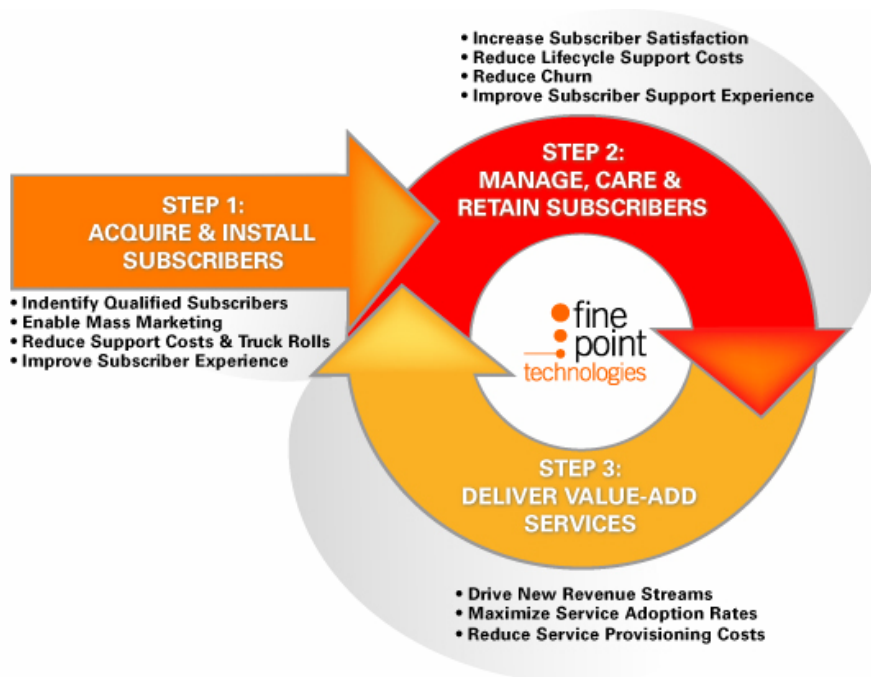 • Increase Subscriber Satisfaction
• Reduce Lifecycle Support Costs
• Reduce Churn
• Improve Subscriber Support Experience
STEP 2:
MANAGE, CARE &
RETAIN SUBSCRIBERS
STEP 1:
ACQUIRE & INSTALL
SUBSCRIBERS
• Indentify Qualified Subscribers
• Enable Mass Marketing
• Reduce Support Costs & Truck Rolls
• Improve Subscriber Experience
fine
point
technologies
STEP 3:
DELIVER VALUE-ADD
SERVICES
• Drive New Revenue Streams
• Maximize Service Adoption Rates
• Reduce Service Provisioning Costs